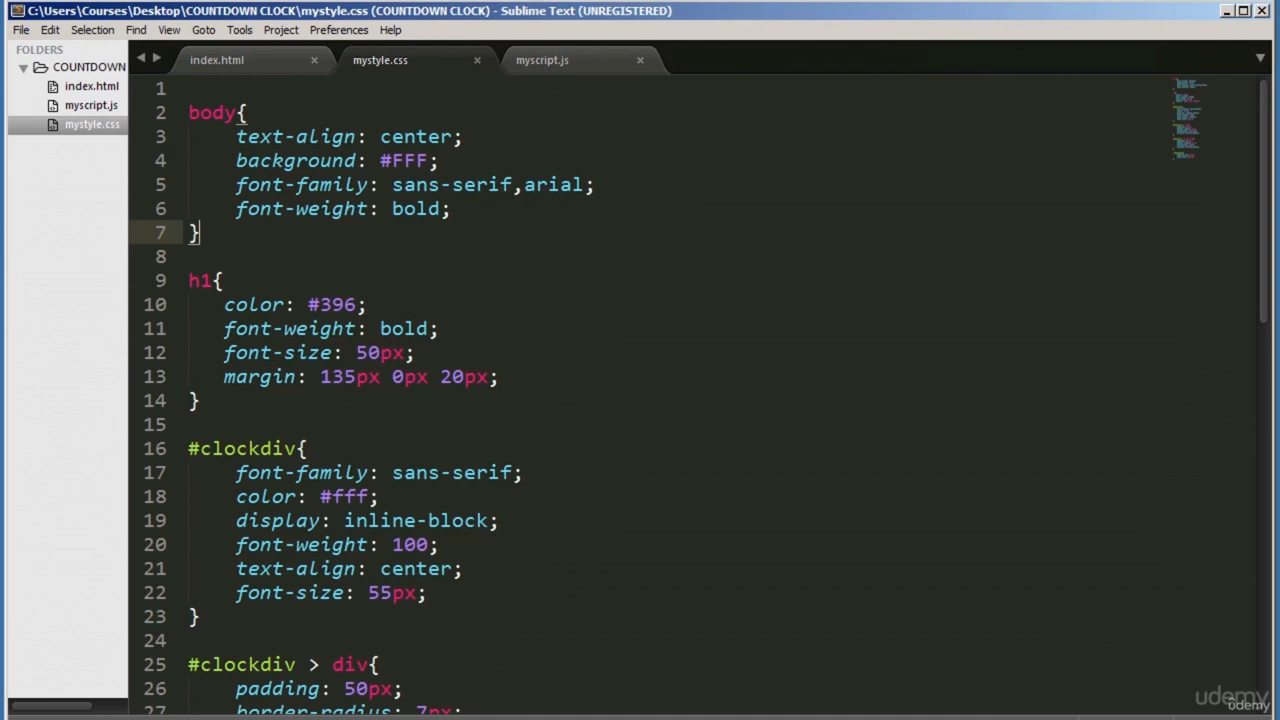 C:\Users\Courses\Desktop\COUNTDOWN CLOCK\mystyle.css (COUNTDOWN CLOCK) - Sublime Text (UNREGISTERED)
File Edit Selection Find View Goto Tools Project Preferences Help
FOLDERS
COUNTDOWN
index.html
myscript.js
mystyle.css
index.html mystyle.css myscript.js
1
2 body{
3 text-align: center;
4 background: #FFF;
5 font-family: sans-serif,arial;
6 font-weight: bold;
7 }
8
9 h1{
10 color: #396;
11 font-weight: bold;
12 font-size: 50px;
13 margin: 135px 0px 20px;
14 }
15
16 #clockdiv{
17 font-family: sans-serif;
18 color: #fff;
19 display: inline-block;
20 font-weight: 100;
21 text-align: center;
22 font-size: 55px;
23 }
24
25 #clockdiv > div{
26 padding: 50px;
27 border-radius: 7px;
udemy
udemy